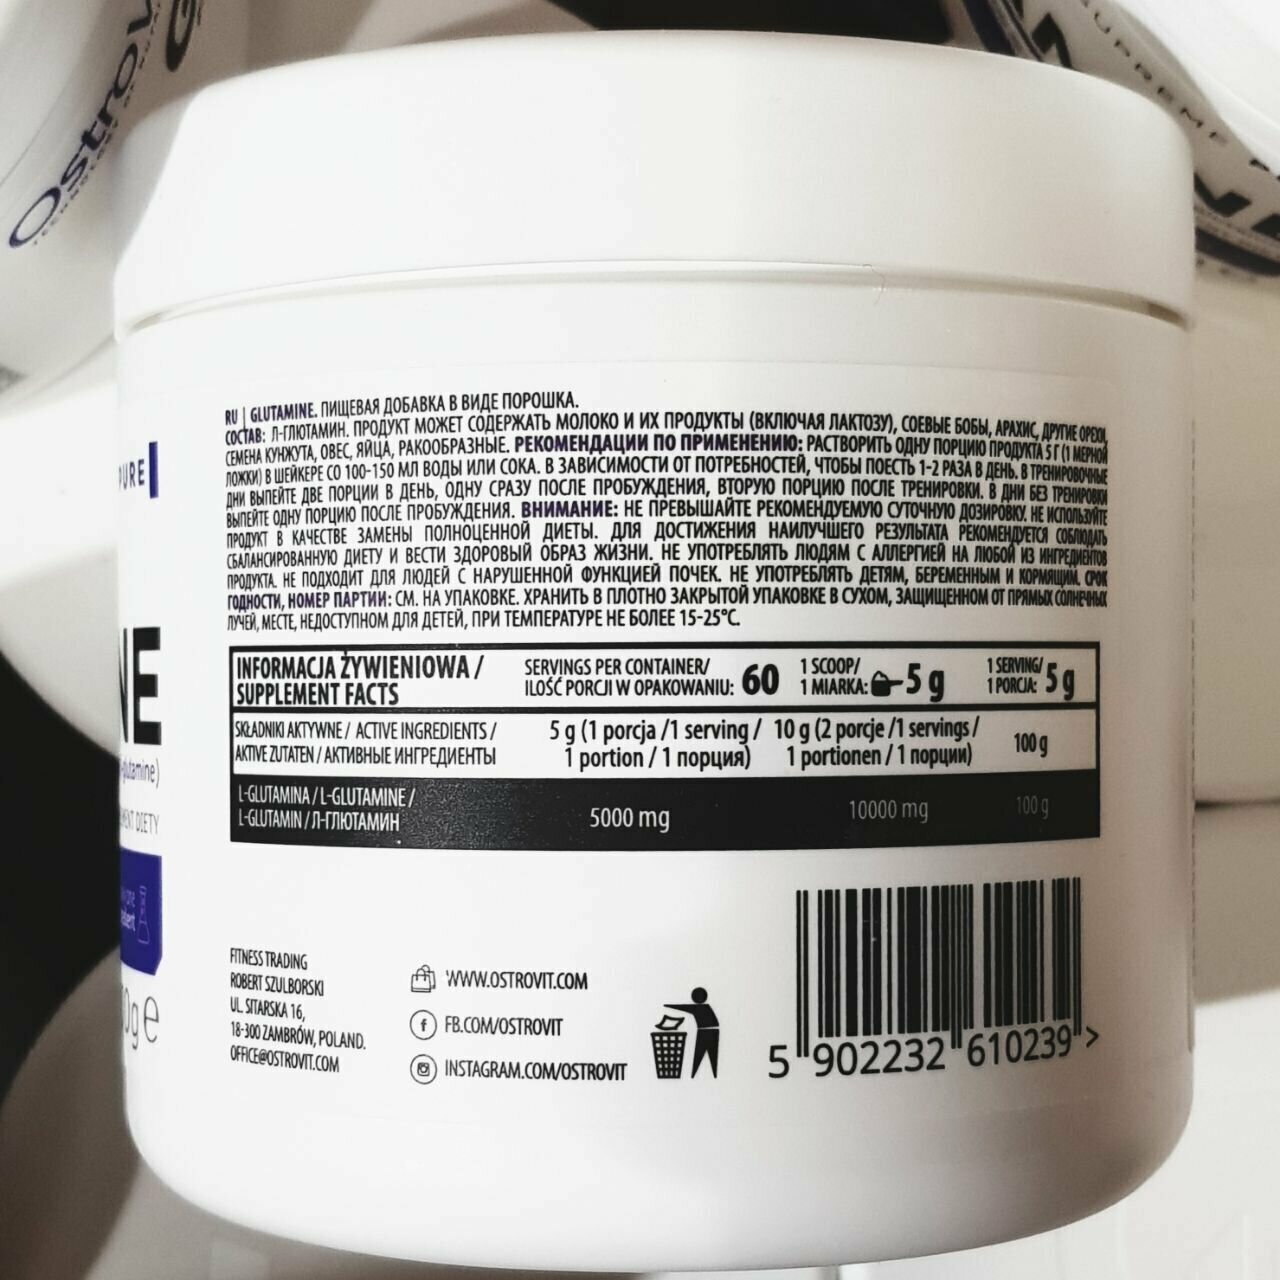 OstroV
TECHNOLOGY
SUPREME
PURE
NE
L-glutamine)
MENT DIETY
0g e
RU | GLUTAMINE. ПИЩЕВАЯ ДОБАВКА В ВИДЕ ПОРОШКА.
СОСТАВ: Л-ГЛЮТАМИН. ПРОДУКТ МОЖЕТ СОДЕРЖАТЬ МОЛОКО И ИХ ПРОДУКТЫ (ВКЛЮЧАЯ ЛАКТОЗУ), СОЕВЫЕ БОБЫ, АРАХИС, ДРУГИЕ ОРЕХИ,
СЕМЕНА КУНЖУТА, ОВЕС, ЯЙЦА, РАКООБРАЗНЫЕ. РЕКОМЕНДАЦИИ ПО ПРИМЕНЕНИЮ: РАСТВОРИТЬ ОДНУ ПОРЦИЮ ПРОДУКТА 5 Г (1 МЕРНОЙ
ЛОЖКИ) В ШЕЙКЕРЕ СО 100-150 МЛ ВОДЫ ИЛИ СОКА. В ЗАВИСИМОСТИ ОТ ПОТРЕБНОСТЕЙ, ЧТОБЫ ПОЕСТЬ 1-2 РАЗА В ДЕНЬ. В ТРЕНИРОВОЧНЫЕ
ДНИ ВЫПЕЙТЕ ДВЕ ПОРЦИИ В ДЕНЬ, ОДНУ СРАЗУ ПОСЛЕ ПРОБУЖДЕНИЯ, ВТОРУЮ ПОРЦИЮ ПОСЛЕ ТРЕНИРОВКИ. В ДНИ БЕЗ ТРЕНИРОВКИ
ВЫПЕЙТЕ ОДНУ ПОРЦИЮ ПОСЛЕ ПРОБУЖДЕНИЯ. ВНИМАНИЕ: НЕ ПРЕВЫШАЙТЕ РЕКОМЕНДУЕМУЮ СУТОЧНУЮ ДОЗИРОВКУ. НЕ ИСПОЛЬЗУЙТЕ
ПРОДУКТ В КАЧЕСТВЕ ЗАМЕНЫ ПОЛНОЦЕННОЙ ДИЕТЫ. ДЛЯ ДОСТИЖЕНИЯ НАИЛУЧШЕГО РЕЗУЛЬТАТА РЕКОМЕНДУЕТСЯ СОБЛЮДАТЬ
СБАЛАНСИРОВАННУЮ ДИЕТУ И ВЕСТИ ЗДОРОВЫЙ ОБРАЗ ЖИЗНИ. НЕ УПОТРЕБЛЯТЬ ЛЮДЯМ С АЛЛЕРГИЕЙ НА ЛЮБОЙ ИЗ ИНГРЕДИЕНТОВ
ПРОДУКТА. НЕ ПОДХОДИТ ДЛЯ ЛЮДЕЙ С НАРУШЕННОЙ ФУНКЦИЕЙ ПОЧЕК. НЕ УПОТРЕБЛЯТЬ ДЕТЯМ, БЕРЕМЕННЫМ И КОРМЯЩИМ. СРОК
ГОДНОСТИ, НОМЕР ПАРТИИ: СМ. НА УПАКОВКЕ. ХРАНИТЬ В ПЛОТНО ЗАКРЫТОЙ УПАКОВКЕ В СУХОМ, ЗАЩИЩЕННОМ ОТ ПРЯМЫХ СОЛНЕЧНЫХ
ЛУЧЕЙ, МЕСТЕ, НЕДОСТУПНОМ ДЛЯ ДЕТЕЙ, ПРИ ТЕМПЕРАТУРЕ НЕ БОЛЕЕ 15-25°C.
INFORMACJA ŻYWIENIOWA /
SUPPLEMENT FACTS
SERVINGS PER CONTAINER/
ILOŚĆ PORCJI W OPAKOWANIU: 60
1 SCOOP/
1 MIARKA: 5 g
1 SERVING/
1 PORCJA: 5 g
SKŁADNIKI AKTYWNE / ACTIVE INGREDIENTS /
AKTIVE ZUTATEN / АКТИВНЫЕ ИНГРЕДИЕНТЫ
5 g (1 porcja /1 serving /
1 portion / 1 порция)
10 g (2 porcje /1 servings /
1 portionen / 1 порции)
100 g
L-GLUTAMINA / L-GLUTAMINE /
L-GLUTAMIN / Л-ГЛЮТАМИН
5000 mg
10000 mg
100 g
FITNESS TRADING
ROBERT SZULBORSKI
UL. SITARSKA 16,
18-300 ZAMBRÓW, POLAND.
OFFICE@OSTROVIT.COM
WWW.OSTROVIT.COM
FB.COM/OSTROVIT
INSTAGRAM.COM/OSTROVIT
5 902232 610239 >